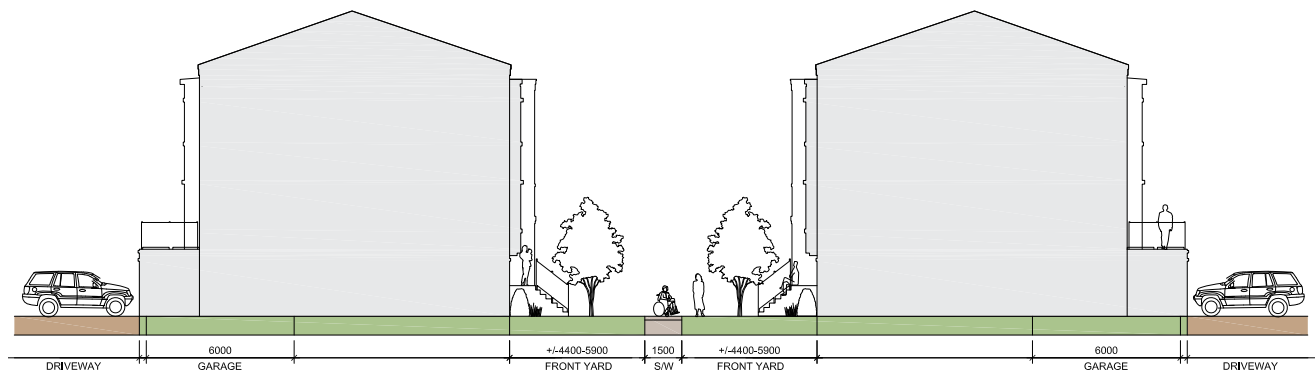 6000 +/-4400-5900 1500 +/-4400-5900 6000
DRIVEWAY GARAGE FRONT YARD S/W FRONT YARD GARAGE DRIVEWAY